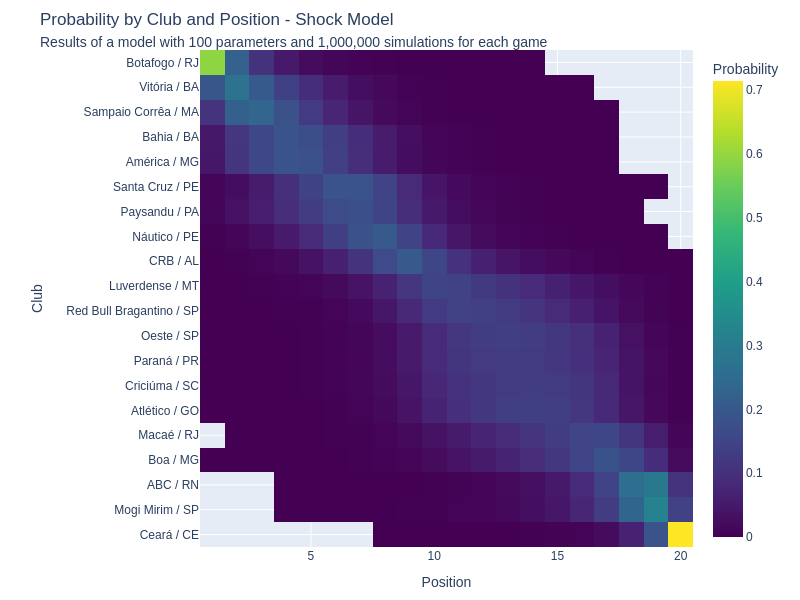 Probability by Club and Position - Shock Model
Results of a model with 100 parameters and 1,000,000 simulations for each game
Probability
Botafogo / RJ
Vitória / BA
Sampaio Corrêa / MA
Bahia / BA
América / MG
Santa Cruz / PE
Paysandu / PA
Náutico / PE
CRB / AL
Luverdense / MT
Red Bull Bragantino / SP
Oeste / SP
Paraná / PR
Criciúma / SC
Atlético / GO
Macaé / RJ
Boa / MG
ABC / RN
Mogi Mirim / SP
Ceará / CE
Club
5
10
15
20
Position
0.7
0.6
0.5
0.4
0.3
0.2
0.1
0